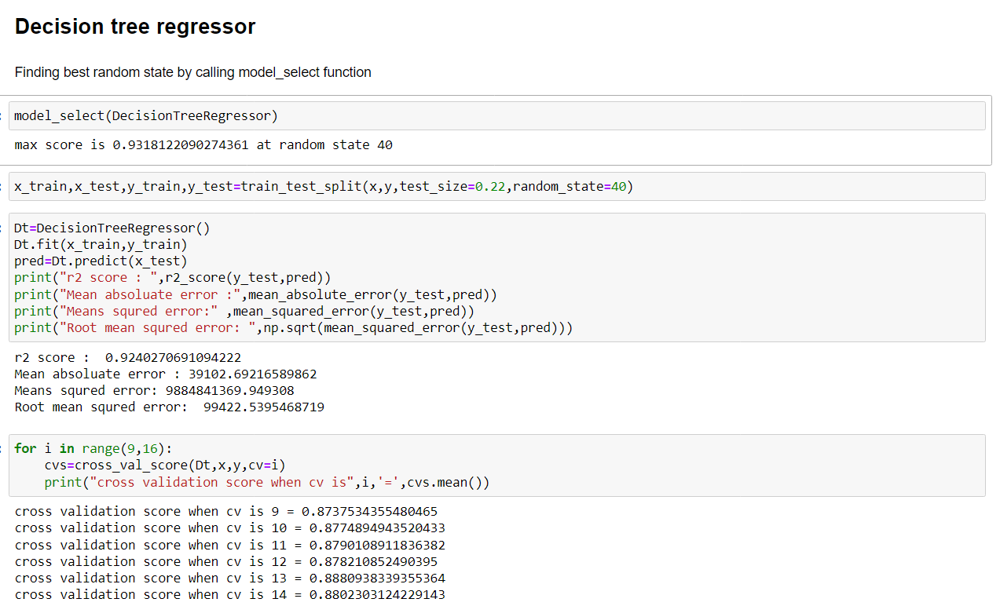 Decision tree regressor
Finding best random state by calling model_select function
model_select(DecisionTreeRegressor)
max score is 0.9318122090274361 at random state 40
x_train,x_test,y_train,y_test=train_test_split(x,y,test_size=0.22,random_state=40)
Dt=DecisionTreeRegressor()
Dt.fit(x_train,y_train)
pred=Dt.predict(x_test)
print("r2 score : ",r2_score(y_test,pred))
print("Mean absoluate error :",mean_absolute_error(y_test,pred))
print("Means squred error:" ,mean_squared_error(y_test,pred))
print("Root mean squred error: ",np.sqrt(mean_squared_error(y_test,pred)))
r2 score :  0.9240270691094222
Mean absoluate error : 39102.69216589862
Means squred error: 9884841369.949308
Root mean squred error:  99422.5395468719
for i in range(9,16):
    cvs=cross_val_score(Dt,x,y,cv=i)
    print("cross validation score when cv is",i,'=',cvs.mean())
cross validation score when cv is 9 = 0.8737534355480465
cross validation score when cv is 10 = 0.8774894943520433
cross validation score when cv is 11 = 0.8790108911836382
cross validation score when cv is 12 = 0.878210852490395
cross validation score when cv is 13 = 0.8880938339355364
cross validation score when cv is 14 = 0.8802303124229143